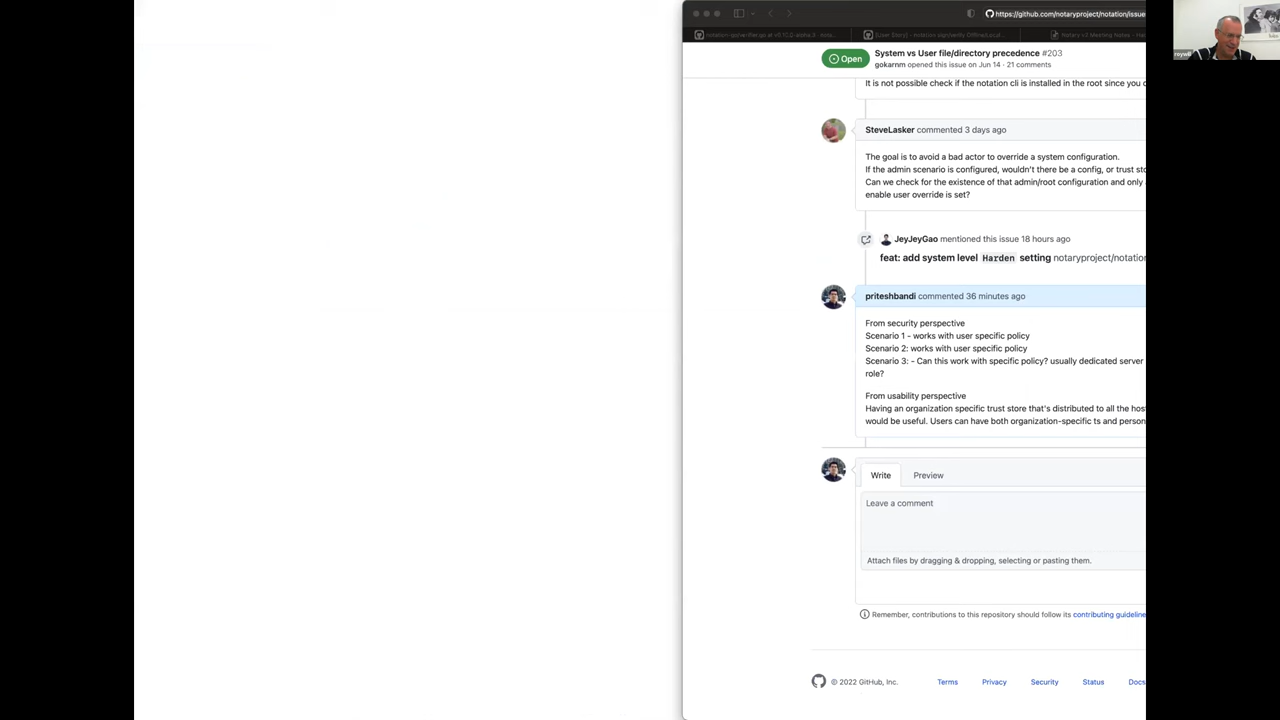 https://github.com/notaryproject/notation/issue
Notary v2 Meeting Notes - Ha
Open
System vs User file/directory precedence #203
gokarnm opened this issue on Jun 14 · 21 comments
It is not possible check if the notation cli is installed in the root since you c
SteveLasker commented 3 days ago
The goal is to avoid a bad actor to override a system configuration.
If the admin scenario is configured, wouldn't there be a config, or trust sto
Can we check for the existence of that admin/root configuration and only
enable user override is set?
JeyJeyGao mentioned this issue 18 hours ago
feat: add system level Harden setting notaryproject/notation
priteshbandi commented 36 minutes ago
From security perspective
Scenario 1 - works with user specific policy
Scenario 2: works with user specific policy
Scenario 3: - Can this work with specific policy? usually dedicated server
role?
From usability perspective
Having an organization specific trust store that's distributed to all the hos
would be useful. Users can have both organization-specific ts and person
Write
Preview
Leave a comment
Attach files by dragging & dropping, selecting or pasting them.
Remember, contributions to this repository should follow its contributing guideline
© 2022 GitHub, Inc.
Terms
Privacy
Security
Status
Docs
roywill